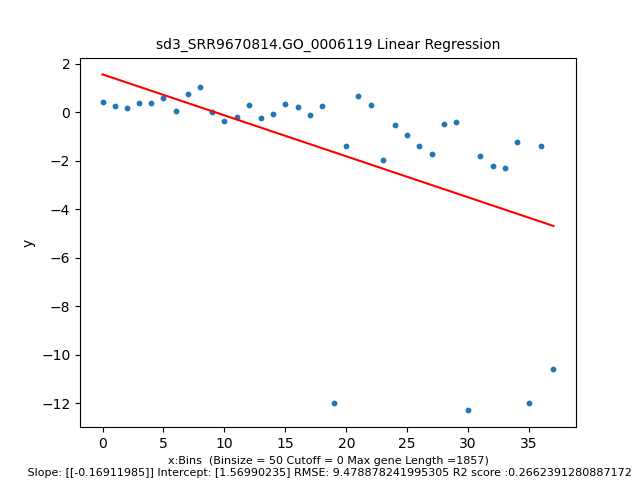 sd3_SRR9670814.GO_0006119 Linear Regression
2
0
−2
−4
−6
−8
−10
−12
y
0 5 10 15 20 25 30 35
x:Bins (Binsize = 50 Cutoff = 0 Max gene Length =1857)
Slope: [[-0.16911985]] Intercept: [1.56990235] RMSE: 9.478878241995305 R2 score :0.2662391280887172